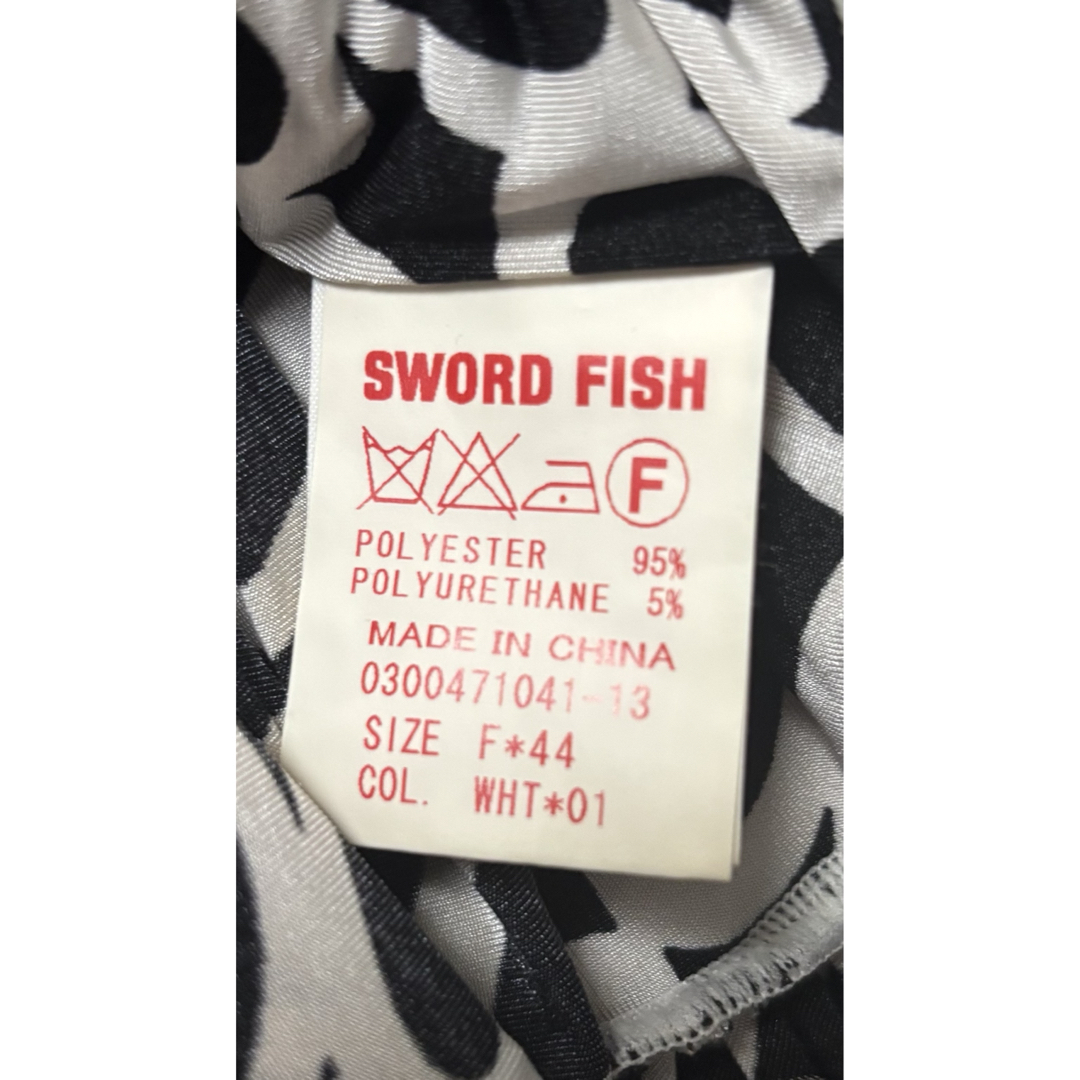 SWORD FISH
F
POLYESTER 95%
POLYURETHANE 5%
MADE IN CHINA
0300471041-13
SIZE F*44
COL. WHT*01